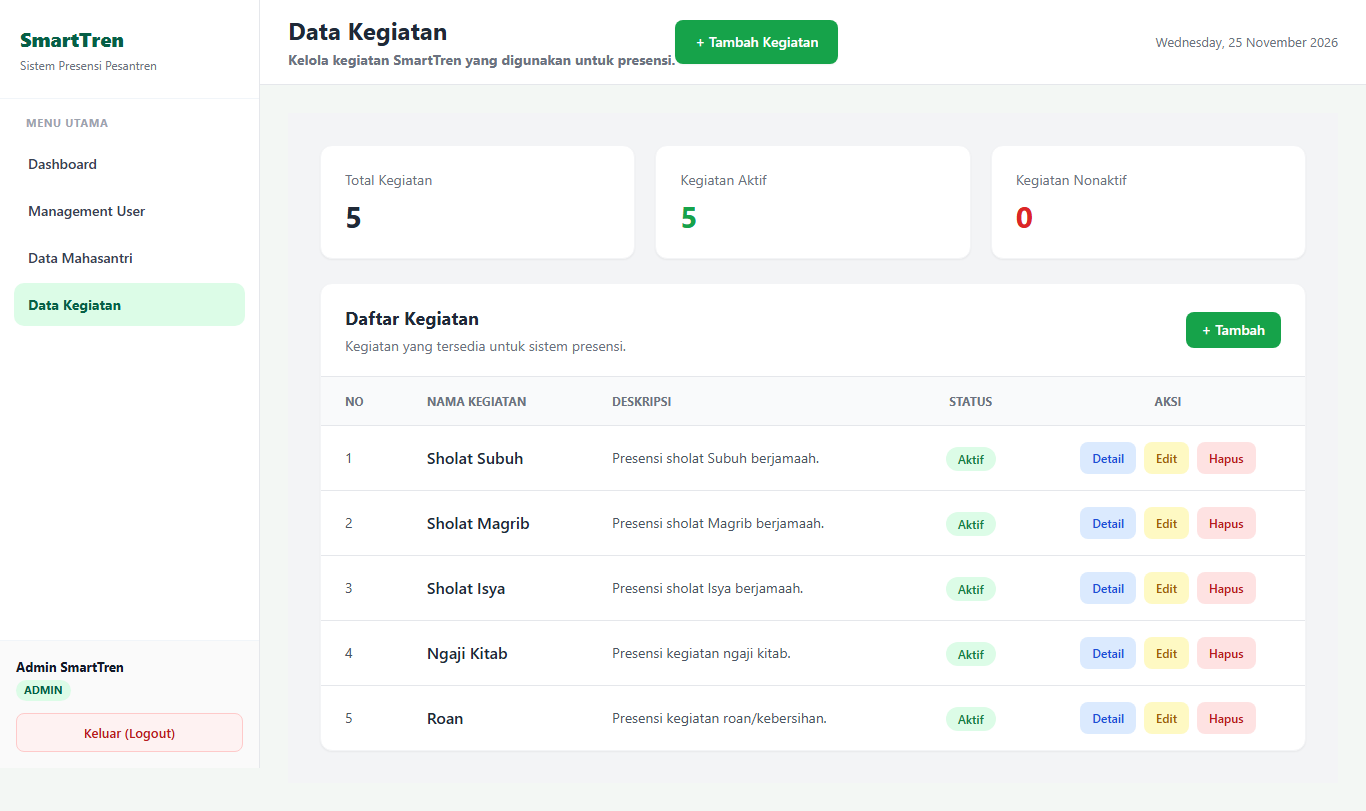 SmartTren
Sistem Presensi Pesantren
MENU UTAMA
Dashboard
Management User
Data Mahasantri
Data Kegiatan
Admin SmartTren
ADMIN
Keluar (Logout)
Data Kegiatan
Kelola kegiatan SmartTren yang digunakan untuk presensi.
+ Tambah Kegiatan
Wednesday, 25 November 2026
Total Kegiatan
5
Kegiatan Aktif
5
Kegiatan Nonaktif
0
Daftar Kegiatan
Kegiatan yang tersedia untuk sistem presensi.
+ Tambah
NO NAMA KEGIATAN DESKRIPSI STATUS AKSI
1 Sholat Subuh Presensi sholat Subuh berjamaah. Aktif Detail Edit Hapus
2 Sholat Magrib Presensi sholat Magrib berjamaah. Aktif Detail Edit Hapus
3 Sholat Isya Presensi sholat Isya berjamaah. Aktif Detail Edit Hapus
4 Ngaji Kitab Presensi kegiatan ngaji kitab. Aktif Detail Edit Hapus
5 Roan Presensi kegiatan roan/kebersihan. Aktif Detail Edit Hapus